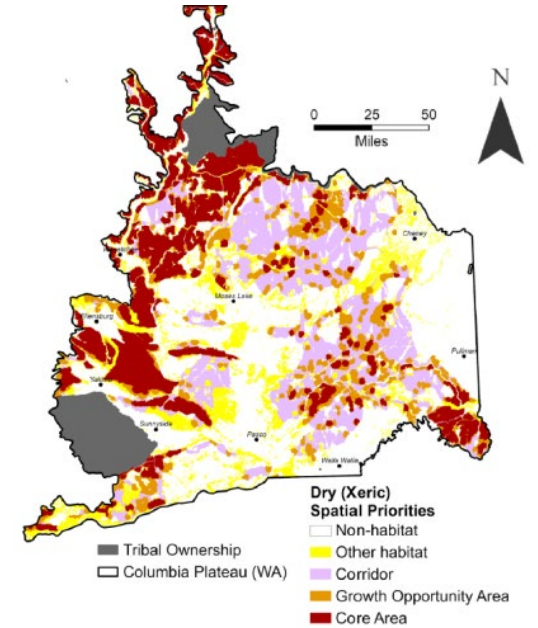 N
0 25 50
Miles
Cheney
Moses Lake
Ellensburg
Pullman
Yakima
Sunnyside
Pasco
Walla Walla
Dry (Xeric)
Spatial Priorities
Non-habitat
Tribal Ownership
Other habitat
Columbia Plateau (WA)
Corridor
Growth Opportunity Area
Core Area